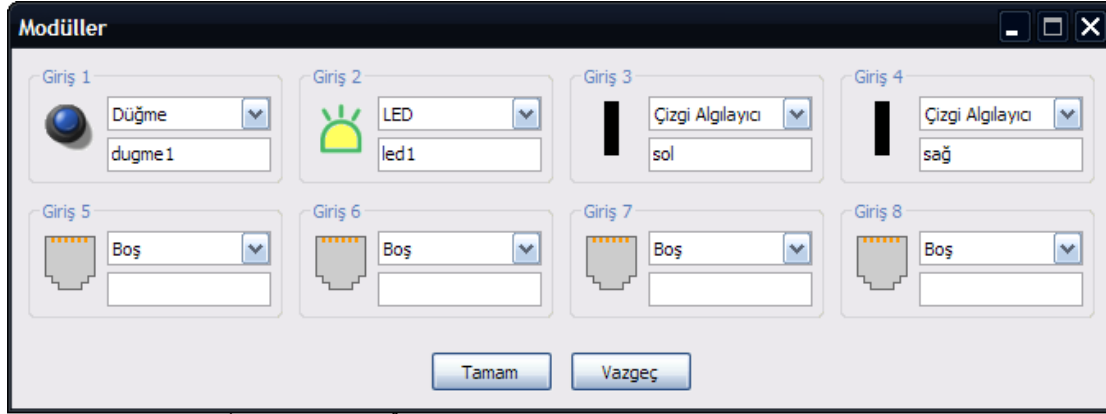 Modüller
Giriş 1 Giriş 2 Giriş 3 Giriş 4
Düğme LED Çizgi Algılayıcı Çizgi Algılayıcı
dugme1 led1 sol sağ
Giriş 5 Giriş 6 Giriş 7 Giriş 8
Boş Boş Boş Boş
Tamam Vazgeç